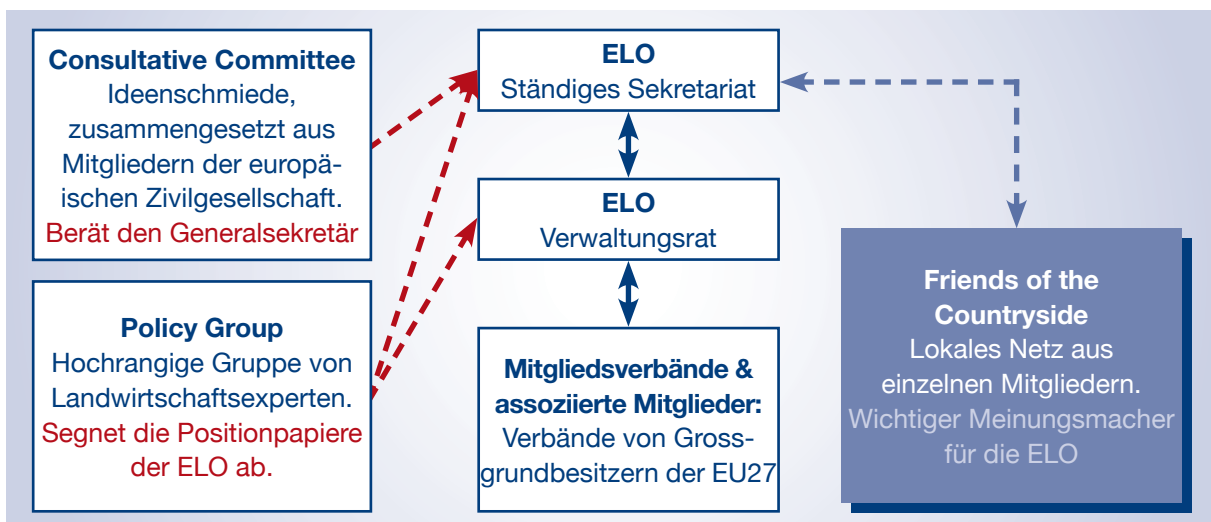 Consultative Committee
Ideenschmiede,
zusammengesetzt aus
Mitgliedern der europä-
ischen Zivilgesellschaft.
Berät den Generalsekretär
Policy Group
Hochrangige Gruppe von
Landwirtschaftsexperten.
Segnet die Positionpapiere
der ELO ab.
ELO
Ständiges Sekretariat
ELO
Verwaltungsrat
Mitgliedsverbände &
assoziierte Mitglieder:
Verbände von Gross-
grundbesitzern der EU27
Friends of the
Countryside
Lokales Netz aus
einzelnen Mitgliedern.
Wichtiger Meinungsmacher
für die ELO